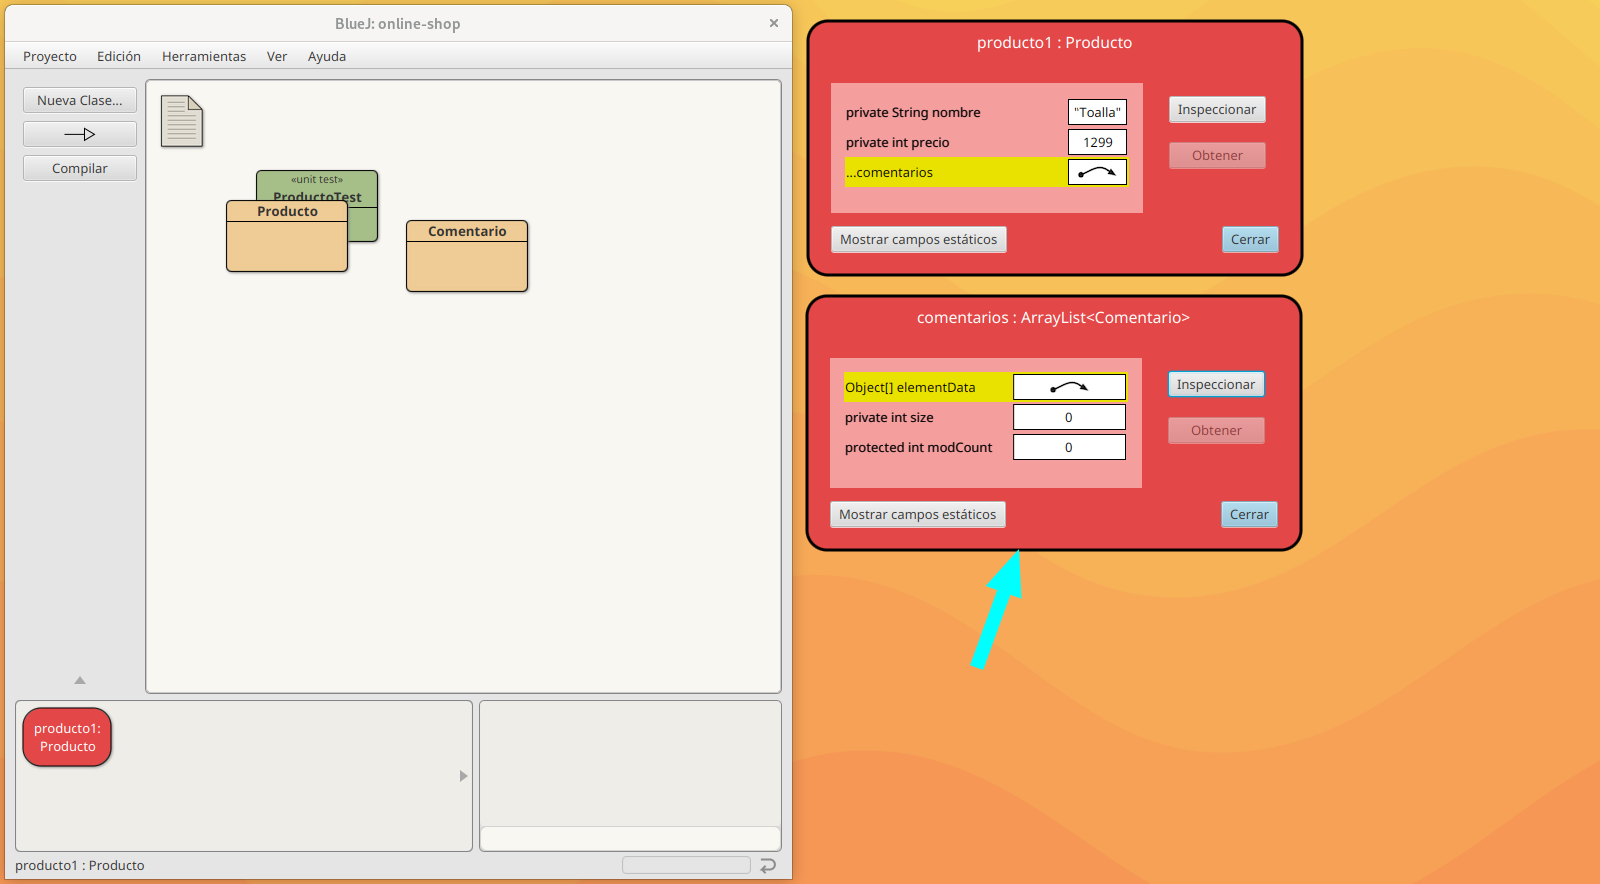 BlueJ: online-shop
×
Proyecto Edición Herramientas Ver Ayuda
Nueva Clase...
Compilar
«unit test»
ProductoTest
Producto
Comentario
producto1:
Producto
producto1 : Producto
producto1 : Producto
private String nombre "Toalla"
private int precio 1299
...comentarios
Inspeccionar
Obtener
Mostrar campos estáticos
Cerrar
comentarios : ArrayList<Comentario>
Object[] elementData
private int size 0
protected int modCount 0
Inspeccionar
Obtener
Mostrar campos estáticos
Cerrar